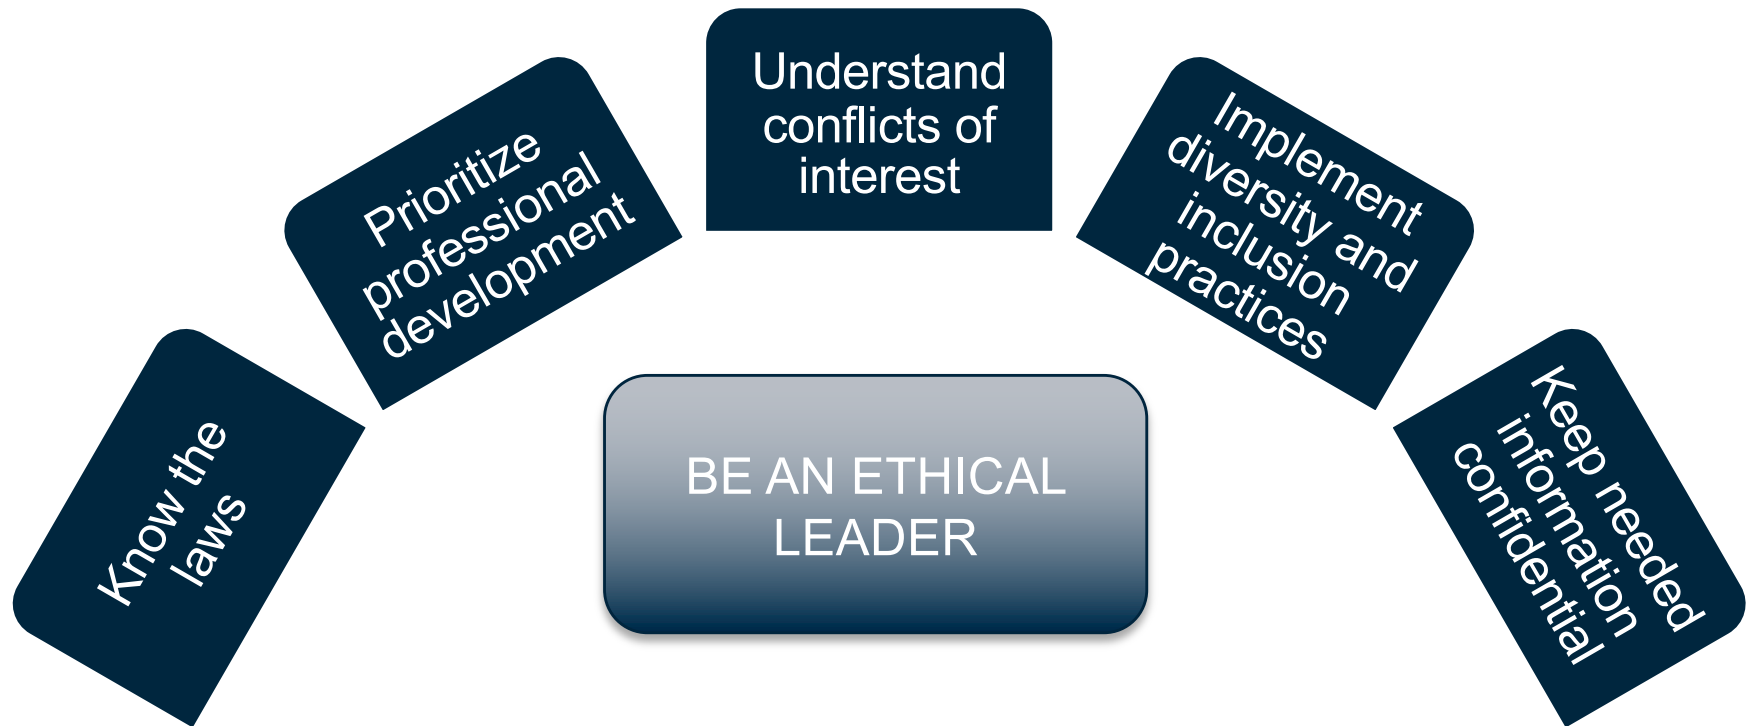 Know the
laws
Prioritize
professional
development
Understand
conflicts of
interest
Implement
diversity and
inclusion
practices
Keep needed
information
confidential
BE AN ETHICAL
LEADER